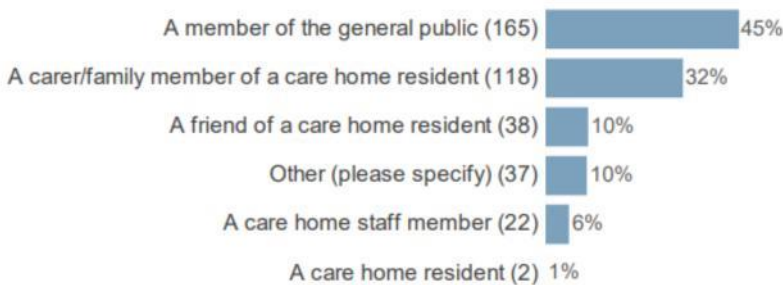 A member of the general public (165) 45%
A carer/family member of a care home resident (118) 32%
A friend of a care home resident (38) 10%
Other (please specify) (37) 10%
A care home staff member (22) 6%
A care home resident (2) 1%